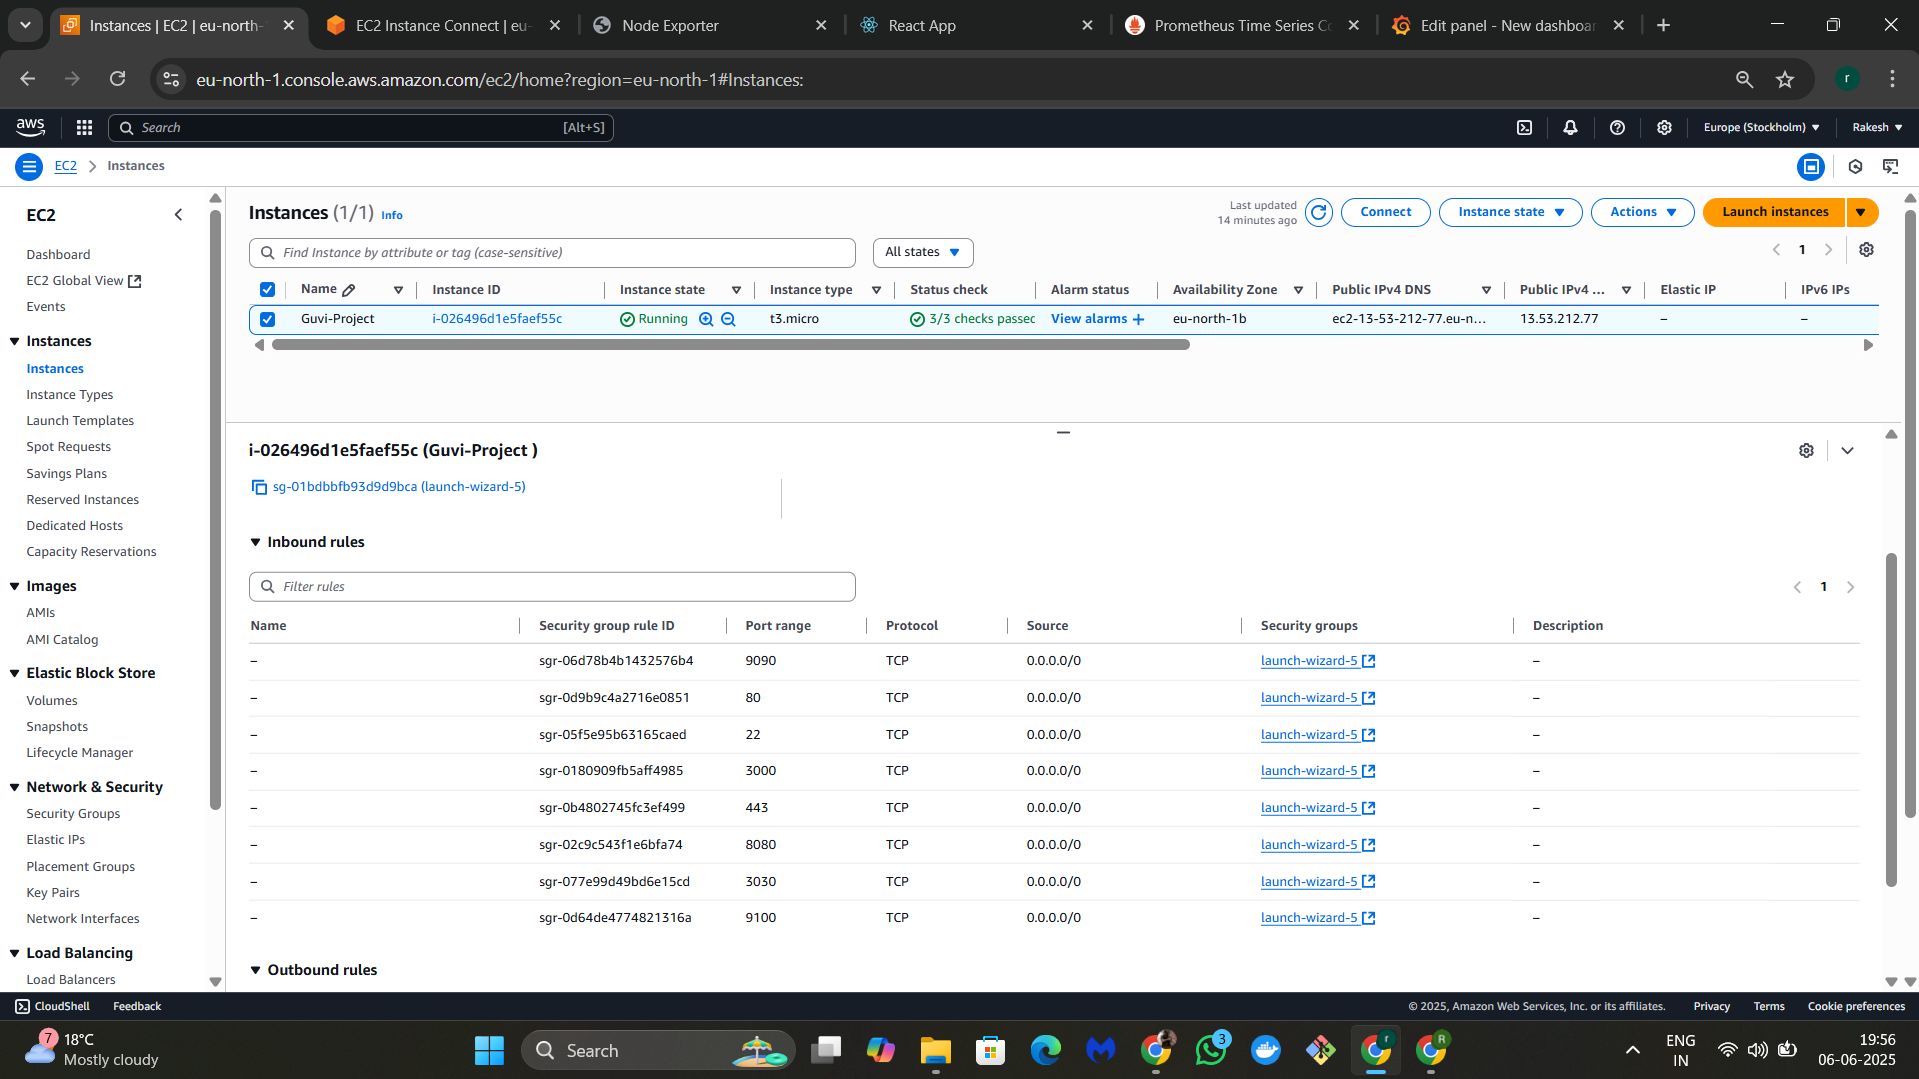 Instances | EC2 | eu-north-
EC2 Instance Connect | eu-
Node Exporter
React App
Prometheus Time Series Co
Edit panel - New dashboar
eu-north-1.console.aws.amazon.com/ec2/home?region=eu-north-1#Instances:
r
aws
Search
[Alt+S]
Europe (Stockholm)
Rakesh
EC2
Instances
EC2
Dashboard
EC2 Global View
Events
Instances
Instances
Instance Types
Launch Templates
Spot Requests
Savings Plans
Reserved Instances
Dedicated Hosts
Capacity Reservations
Images
AMIs
AMI Catalog
Elastic Block Store
Volumes
Snapshots
Lifecycle Manager
Network & Security
Security Groups
Elastic IPs
Placement Groups
Key Pairs
Network Interfaces
Load Balancing
Load Balancers
Instances (1/1) Info
Last updated
14 minutes ago
Connect
Instance state
Actions
Launch instances
Find Instance by attribute or tag (case-sensitive)
All states
1
Name Instance ID Instance state Instance type Status check Alarm status Availability Zone Public IPv4 DNS Public IPv4 ... Elastic IP IPv6 IPs
Guvi-Project i-026496d1e5faef55c Running t3.micro 3/3 checks passec View alarms + eu-north-1b ec2-13-53-212-77.eu-n... 13.53.212.77 – –
i-026496d1e5faef55c (Guvi-Project )
sg-01bdbbfb93d9d9bca (launch-wizard-5)
Inbound rules
Filter rules
1
Name Security group rule ID Port range Protocol Source Security groups Description
– sgr-06d78b4b1432576b4 9090 TCP 0.0.0.0/0 launch-wizard-5 –
– sgr-0d9b9c4a2716e0851 80 TCP 0.0.0.0/0 launch-wizard-5 –
– sgr-05f5e95b63165caed 22 TCP 0.0.0.0/0 launch-wizard-5 –
– sgr-0180909fb5aff4985 3000 TCP 0.0.0.0/0 launch-wizard-5 –
– sgr-0b4802745fc3ef499 443 TCP 0.0.0.0/0 launch-wizard-5 –
– sgr-02c9c543f1e6bfa74 8080 TCP 0.0.0.0/0 launch-wizard-5 –
– sgr-077e99d49bd6e15cd 3030 TCP 0.0.0.0/0 launch-wizard-5 –
– sgr-0d64de4774821316a 9100 TCP 0.0.0.0/0 launch-wizard-5 –
Outbound rules
CloudShell
Feedback
© 2025, Amazon Web Services, Inc. or its affiliates.
Privacy
Terms
Cookie preferences
7
18°C
Mostly cloudy
Search
3
r
R
ENG
IN
19:56
06-06-2025